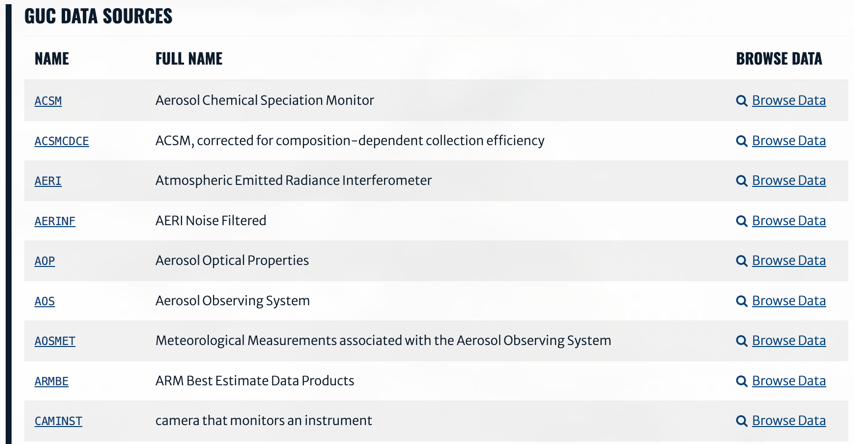 GUC DATA SOURCES
NAME FULL NAME BROWSE DATA
ACSM Aerosol Chemical Speciation Monitor Browse Data
ACSMCDCE ACSM, corrected for composition-dependent collection efficiency Browse Data
AERI Atmospheric Emitted Radiance Interferometer Browse Data
AERINF AERI Noise Filtered Browse Data
AOP Aerosol Optical Properties Browse Data
AOS Aerosol Observing System Browse Data
AOSMET Meteorological Measurements associated with the Aerosol Observing System Browse Data
ARMBE ARM Best Estimate Data Products Browse Data
CAMINST camera that monitors an instrument Browse Data